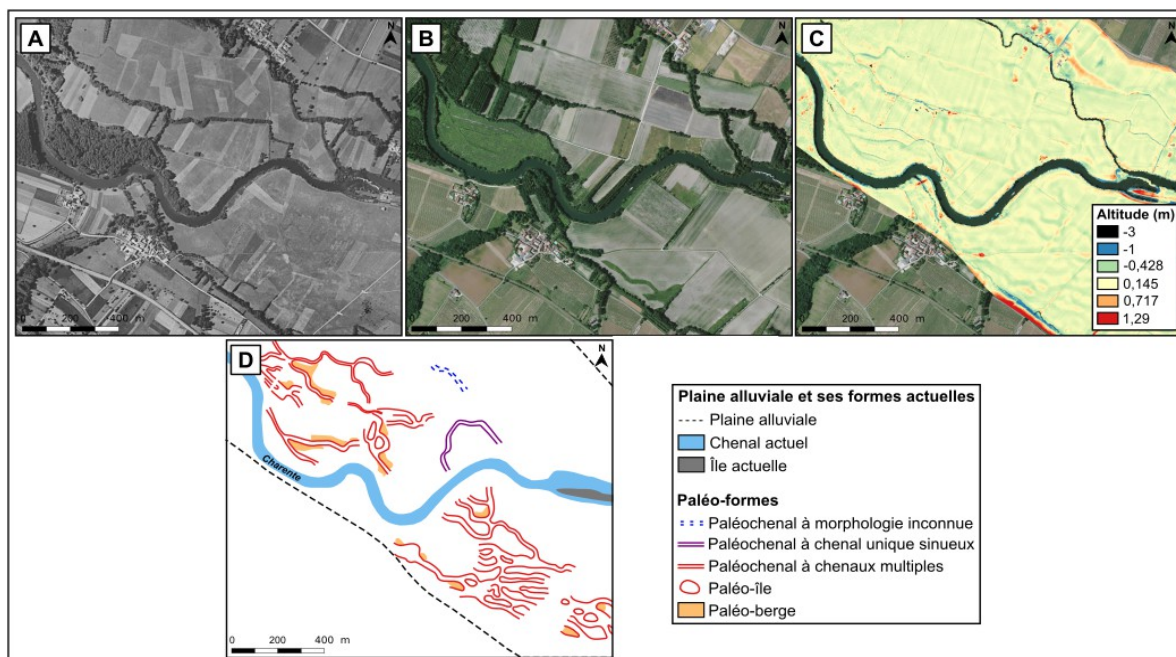 A
N
0 200 400 m
B
N
0 200 400 m
C
N
Altitude (m)
-3
-1
-0,428
0,145
0,717
1,29
0 200 400 m
D
N
Charente
0 200 400 m
Plaine alluviale et ses formes actuelles
Plaine alluviale
Chenal actuel
Île actuelle
Paléo-formes
Paléochenal à morphologie inconnue
Paléochenal à chenal unique sinueux
Paléochenal à chenaux multiples
Paléo-île
Paléo-berge